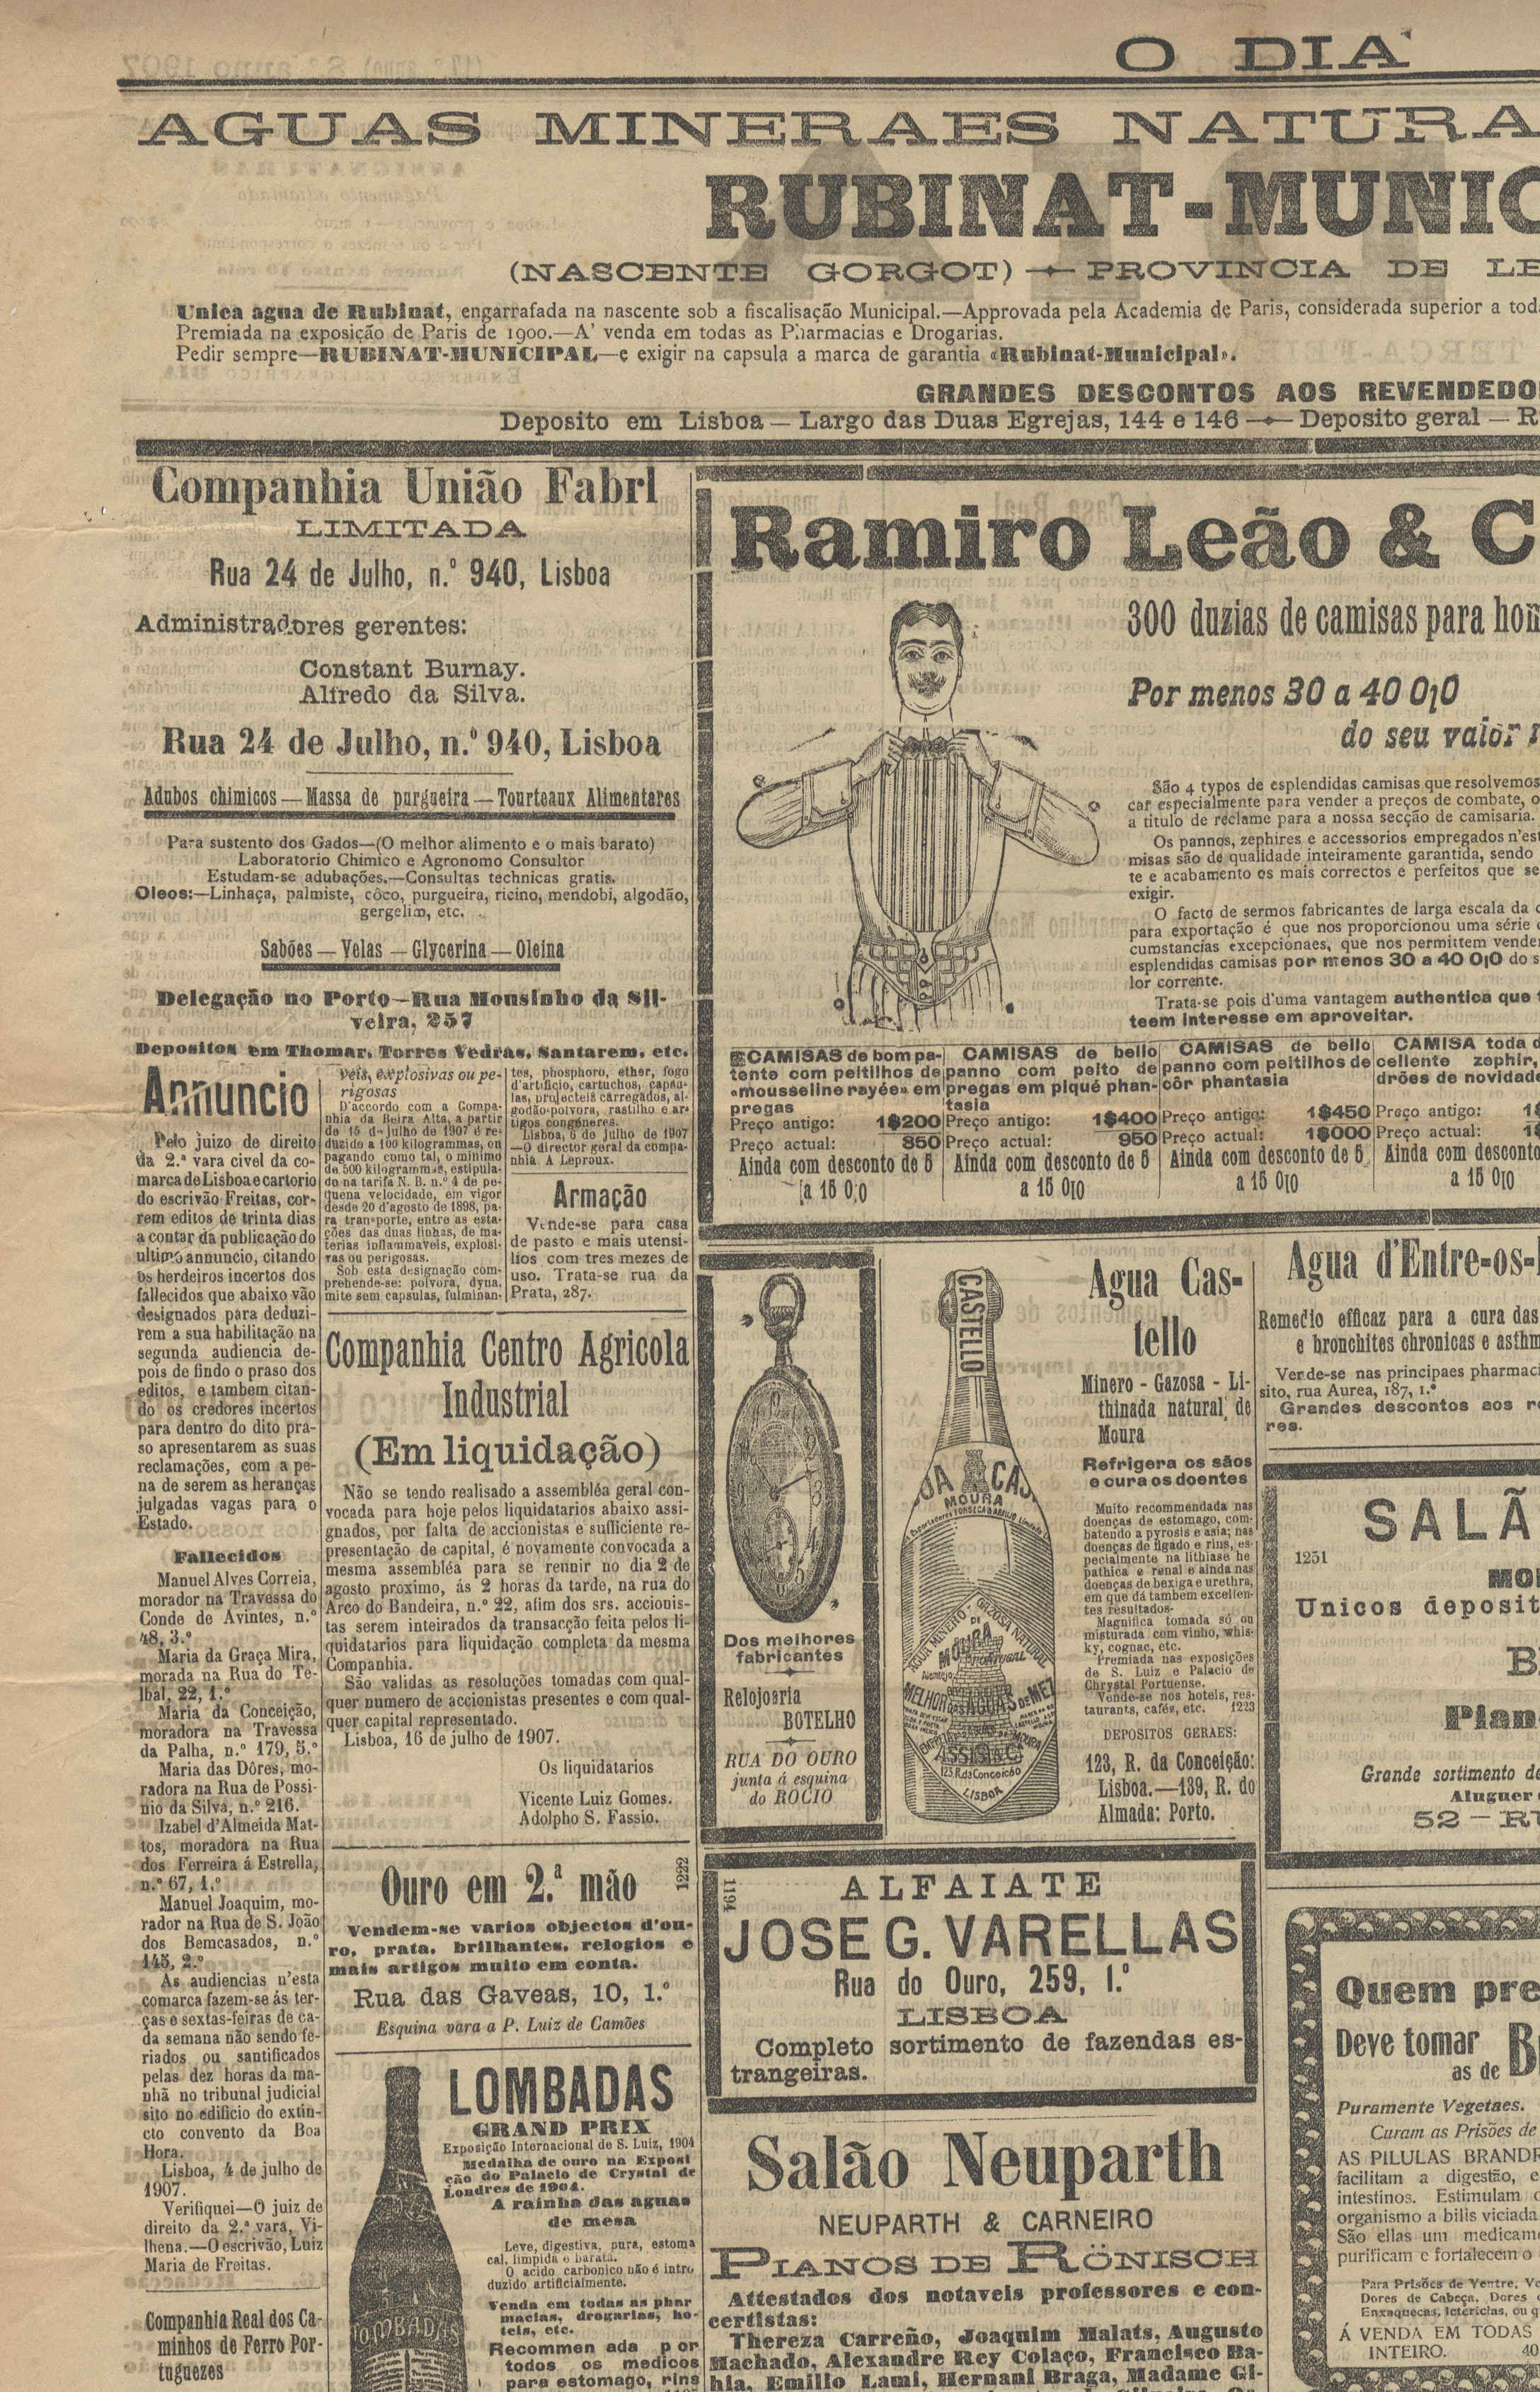 O DIA
AGUAS MINERAES NATURA
RUBINAT-MUNIC
(NASCENTE GORGOT) — PROVINCIA DE LE
Unica agua de Rubinat, engarrafada na nascente sob a fiscalisação Municipal.—Approvada pela Academia de Paris, considerada superior a tod
Premiada na exposição de Paris de 1900.—A' venda em todas as Pharmacias e Drogarias.
Pedir sempre—RUBINAT-MUNICIPAL—e exigir na capsula a marca de garantia «Rubinat-Municipal».
GRANDES DESCONTOS AOS REVENDEDO
Deposito em Lisboa — Largo das Duas Egrejas, 144 e 146 — Deposito geral — R
Companhia União Fabrl
LIMITADA
Rua 24 de Julho, n.º 940, Lisboa
Administradores gerentes:
Constant Burnay.
Alfredo da Silva.
Rua 24 de Julho, n.º 940, Lisboa
Adubos chimicos — Massa de purgueira — Tourteaux Alimentares
Para sustento dos Gados—(O melhor alimento e o mais barato)
Laboratorio Chimico e Agronomo Consultor
Estudam-se adubações.—Consultas technicas gratis.
Oleos:—Linhaça, palmiste, côco, purgueira, ricino, mendobi, algodão,
gergelim, etc.
Sabões — Velas — Glycerina — Oleina
Delegação no Porto—Rua Mousinho da Sil-
veira, 257
Depositos em Thomar, Torres Vedras, Santarem, etc.
Annuncio
Pelo juizo de direito
da 2.ª vara civel da co-
marca de Lisboa e cartorio
do escrivão Freitas, cor-
rem editos de trinta dias
a contar da publicação do
ultimo annuncio, citando
os herdeiros incertos dos
fallecidos que abaixo vão
designados para deduzi-
rem a sua habilitação na
segunda audiencia de-
pois de findo o praso dos
editos, e tambem citan-
do os credores incertos
para dentro do dito pra-
so apresentarem as suas
reclamações, com a pe-
na de serem as heranças
julgadas vagas para o
Estado.
Fallecidos
Manuel Alves Correia,
morador na Travessa do
Conde de Avintes, n.º
48, 3.º
Maria da Graça Mira,
morada na Rua do Te-
lhal, 22, 1.º
Maria da Conceição,
moradora na Travessa
da Palha, n.º 179, 5.º
Maria das Dôres, mo-
radora na Rua de Possi-
nio da Silva, n.º 216.
Izabel d'Almeida Mat-
tos, moradora na Rua
dos Ferreira á Estrella,
n.º 67, 1.º
Manuel Joaquim, mo-
rador na Rua de S. João
dos Bemcasados, n.º
145, 2.º
As audiencias n'esta
comarca fazem-se ás ter-
ças e sextas-feiras de ca-
da semana não sendo fe-
riados ou santificados
pelas dez horas da ma-
nhã no tribunal judicial
sito no edificio do extin-
cto convento da Boa
Hora.
Lisboa, 4 de julho de
1907.
Verifiquei—O juiz de
direito da 2.ª vara, Vi-
lhena.—O escrivão, Luiz
Maria de Freitas.
Companhia Real dos Ca-
minhos de Ferro Por-
tuguezes
veis, explosivas ou pe-
rigosas
D'accordo com a Compa-
nhia da Beira Alta, a partir
de 15 de julho de 1907 é re-
duzido a 100 kilogrammas, ou
pagando como tal, o minimo
de 500 kilogrammas, estipula-
do na tarifa N. B. n.º 4 de pe-
quena velocidade, em vigor
desde 20 d'agosto de 1898, pa-
ra transporte, entre as esta-
ções das duas linhas, de ma-
terias inflammaveis, explosi-
vas ou perigosas.
Sob esta designação com-
prehende-se: polvora, dyna-
mite sem capsulas, fulminan-
tes, phosphoro, ether, fogo
d'artificio, cartuchos, capsu-
las, projecteis carregados, al-
godão-polvora, rastilho e ar-
tigos congeneres.
Lisboa, 6 de julho de 1907
—O director geral da compa-
nhia A Leproux.
Armação
Vende-se para casa
de pasto e mais utensi-
lios com tres mezes de
uso. Trata-se rua da
Prata, 287.
Companhia Centro Agricola
Industrial
(Em liquidação)
Não se tendo realisado a assembléa geral con-
vocada para hoje pelos liquidatarios abaixo assi-
gnados, por falta de accionistas e sufficiente re-
presentação de capital, é novamente convocada a
mesma assembléa para se reunir no dia 2 de
agosto proximo, ás 2 horas da tarde, na rua do
Arco do Bandeira, n.º 22, afim dos srs. accionis-
tas serem inteirados da transacção feita pelos li-
quidatarios para liquidação completa da mesma
Companhia.
São validas as resoluções tomadas com qual-
quer numero de accionistas presentes e com qual-
quer capital representado.
Lisboa, 16 de julho de 1907.
Os liquidatarios
Vicente Luiz Gomes.
Adolpho S. Fassio.
Ouro em 2.ª mão
1222
Vendem-se varios objectos d'ou-
ro, prata, brilhantes, relogios e
mais artigos muito em conta.
Rua das Gaveas, 10, 1.º
Esquina para a P. Luiz de Camões
LOMBADAS
GRAND PRIX
Exposição Internacional de S. Luiz, 1904
Medalha de ouro na Exposi
ção do Palacio de Crystal de
Londres de 1904.
A rainha das aguas
de mesa
Leve, digestiva, pura, estoma
cal, limpida e barata.
O acido carbonico não é intro
duzido artificialmente.
Venda em todas as phar
macias, drogarias, ho-
teis, etc.
Recommen ada por
todos os medicos
para estomago, rins
LOMBADAS
Ramiro Leão & C
300 duzias de camisas para hom
Por menos 30 a 40 0|0
do seu valor r
São 4 typos de esplendidas camisas que resolvemos
car especialmente para vender a preços de combate, o
a titulo de réclame para a nossa secção de camisaria.
Os pannos, zephires e accessorios empregados n'est
misas são de qualidade inteiramente garantida, sendo
te e acabamento os mais correctos e perfeitos que se
exigir.
O facto de sermos fabricantes de larga escala da c
para exportação é que nos proporcionou uma série c
cumstancias excepcionaes, que nos permittem vender
esplendidas camisas por menos 30 a 40 0|0 do s
lor corrente.
Trata-se pois d'uma vantagem authentica que t
teem interesse em aproveitar.
CAMISAS de bom pa-
tente com peitilhos de
«mousseline rayée» em
pregas
Preço antigo: 1$200
Preço actual: 850
Ainda com desconto de 5
a 15 0|0
CAMISAS de bello
panno com peito de
pregas em piqué phan-
tasia
Preço antigo: 1$400
Preço actual: 950
Ainda com desconto de 5
a 15 0|0
CAMISAS de bello
panno com peitilhos de
côr phantasia
Preço antigo: 1$450
Preço actual: 1$000
Ainda com desconto de 5
a 15 0|0
CAMISA toda d
cellente zephir,
drões de novidade
Preço antigo: 1$
Preço actual: 1$
Ainda com desconto
a 15 0|0
Dos melhores
fabricantes
Relojoaria
BOTELHO
RUA DO OURO
junta á esquina
do ROCIO
CASTELLO
MOURA
AGUA MINERO GAZOSA NATURAL
DE
MOURA
PORTUGAL
MELHOR DAS AGUAS DE MEZ
ASSIS & C
123 R. da Conceição
LISBOA
Agua Cas-
tello
Minero - Gazosa - Li-
thinada natural de
Moura
Refrigera os sãos
e cura os doentes
Muito recommendada nas
doenças de estomago, com-
batendo a pyrosis e asia; nas
doenças de figado e rins, es-
pecialmente na lithiase he
pathica e renal e ainda nas
doenças de bexiga e urethra,
em que dá tambem excellen-
tes resultados.
Magnifica tomada só ou
misturada com vinho, whis-
ky, cognac, etc.
Premiada nas exposições
de S. Luiz e Palacio de
Chrystal Portuense.
Vende-se nos hoteis, res-
taurants, cafés, etc. 1223
DEPOSITOS GERAES:
123, R. da Conceição:
Lisboa.—139, R. do
Almada: Porto.
Agua d'Entre-os-
Remedio efficaz para a cura das
e bronchites chronicas e asthm
Vende-se nas principaes pharmaci
sito, rua Aurea, 187, 1.º
Grandes descontos aos re
res.
SALÃ
1251
MO
Unicos deposit
B
Pian
Grande sortimento de
Aluguer
52 — RU
ALFAIATE
1194
JOSE G. VARELLAS
Rua do Ouro, 259, 1.º
LISBOA
Completo sortimento de fazendas es-
trangeiras.
Salão Neuparth
NEUPARTH & CARNEIRO
PIANOS DE RÖNISCH
Attestados dos notaveis professores e con-
certistas:
Thereza Carreño, Joaquim Malats, Augusto
Machado, Alexandre Rey Colaço, Francisco Ba-
hia, Emilio Lami, Hernani Braga, Madame Gi-
Quem pre
Deve tomar
as de B
Puramente Vegetaes.
Curam as Prisões de
AS PILULAS BRANDR
facilitam a digestão, e
intestinos. Estimulam o
organismo a bilis viciada
São ellas um medicame
purificam e fortalecem o
Para Prisões de Ventre, Ve
Dores de Cabeça, Dores
Enxaquecas, Ictericias, ou q
Á VENDA EM TODAS
INTEIRO. 40